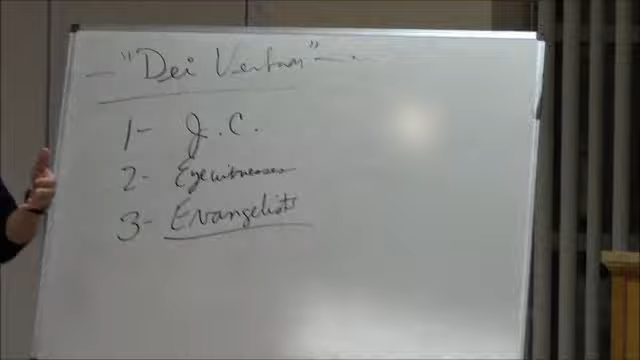 - "Dei Verbum" - -
1- J.C.
2- Eyewitnesses
3- Evangelists